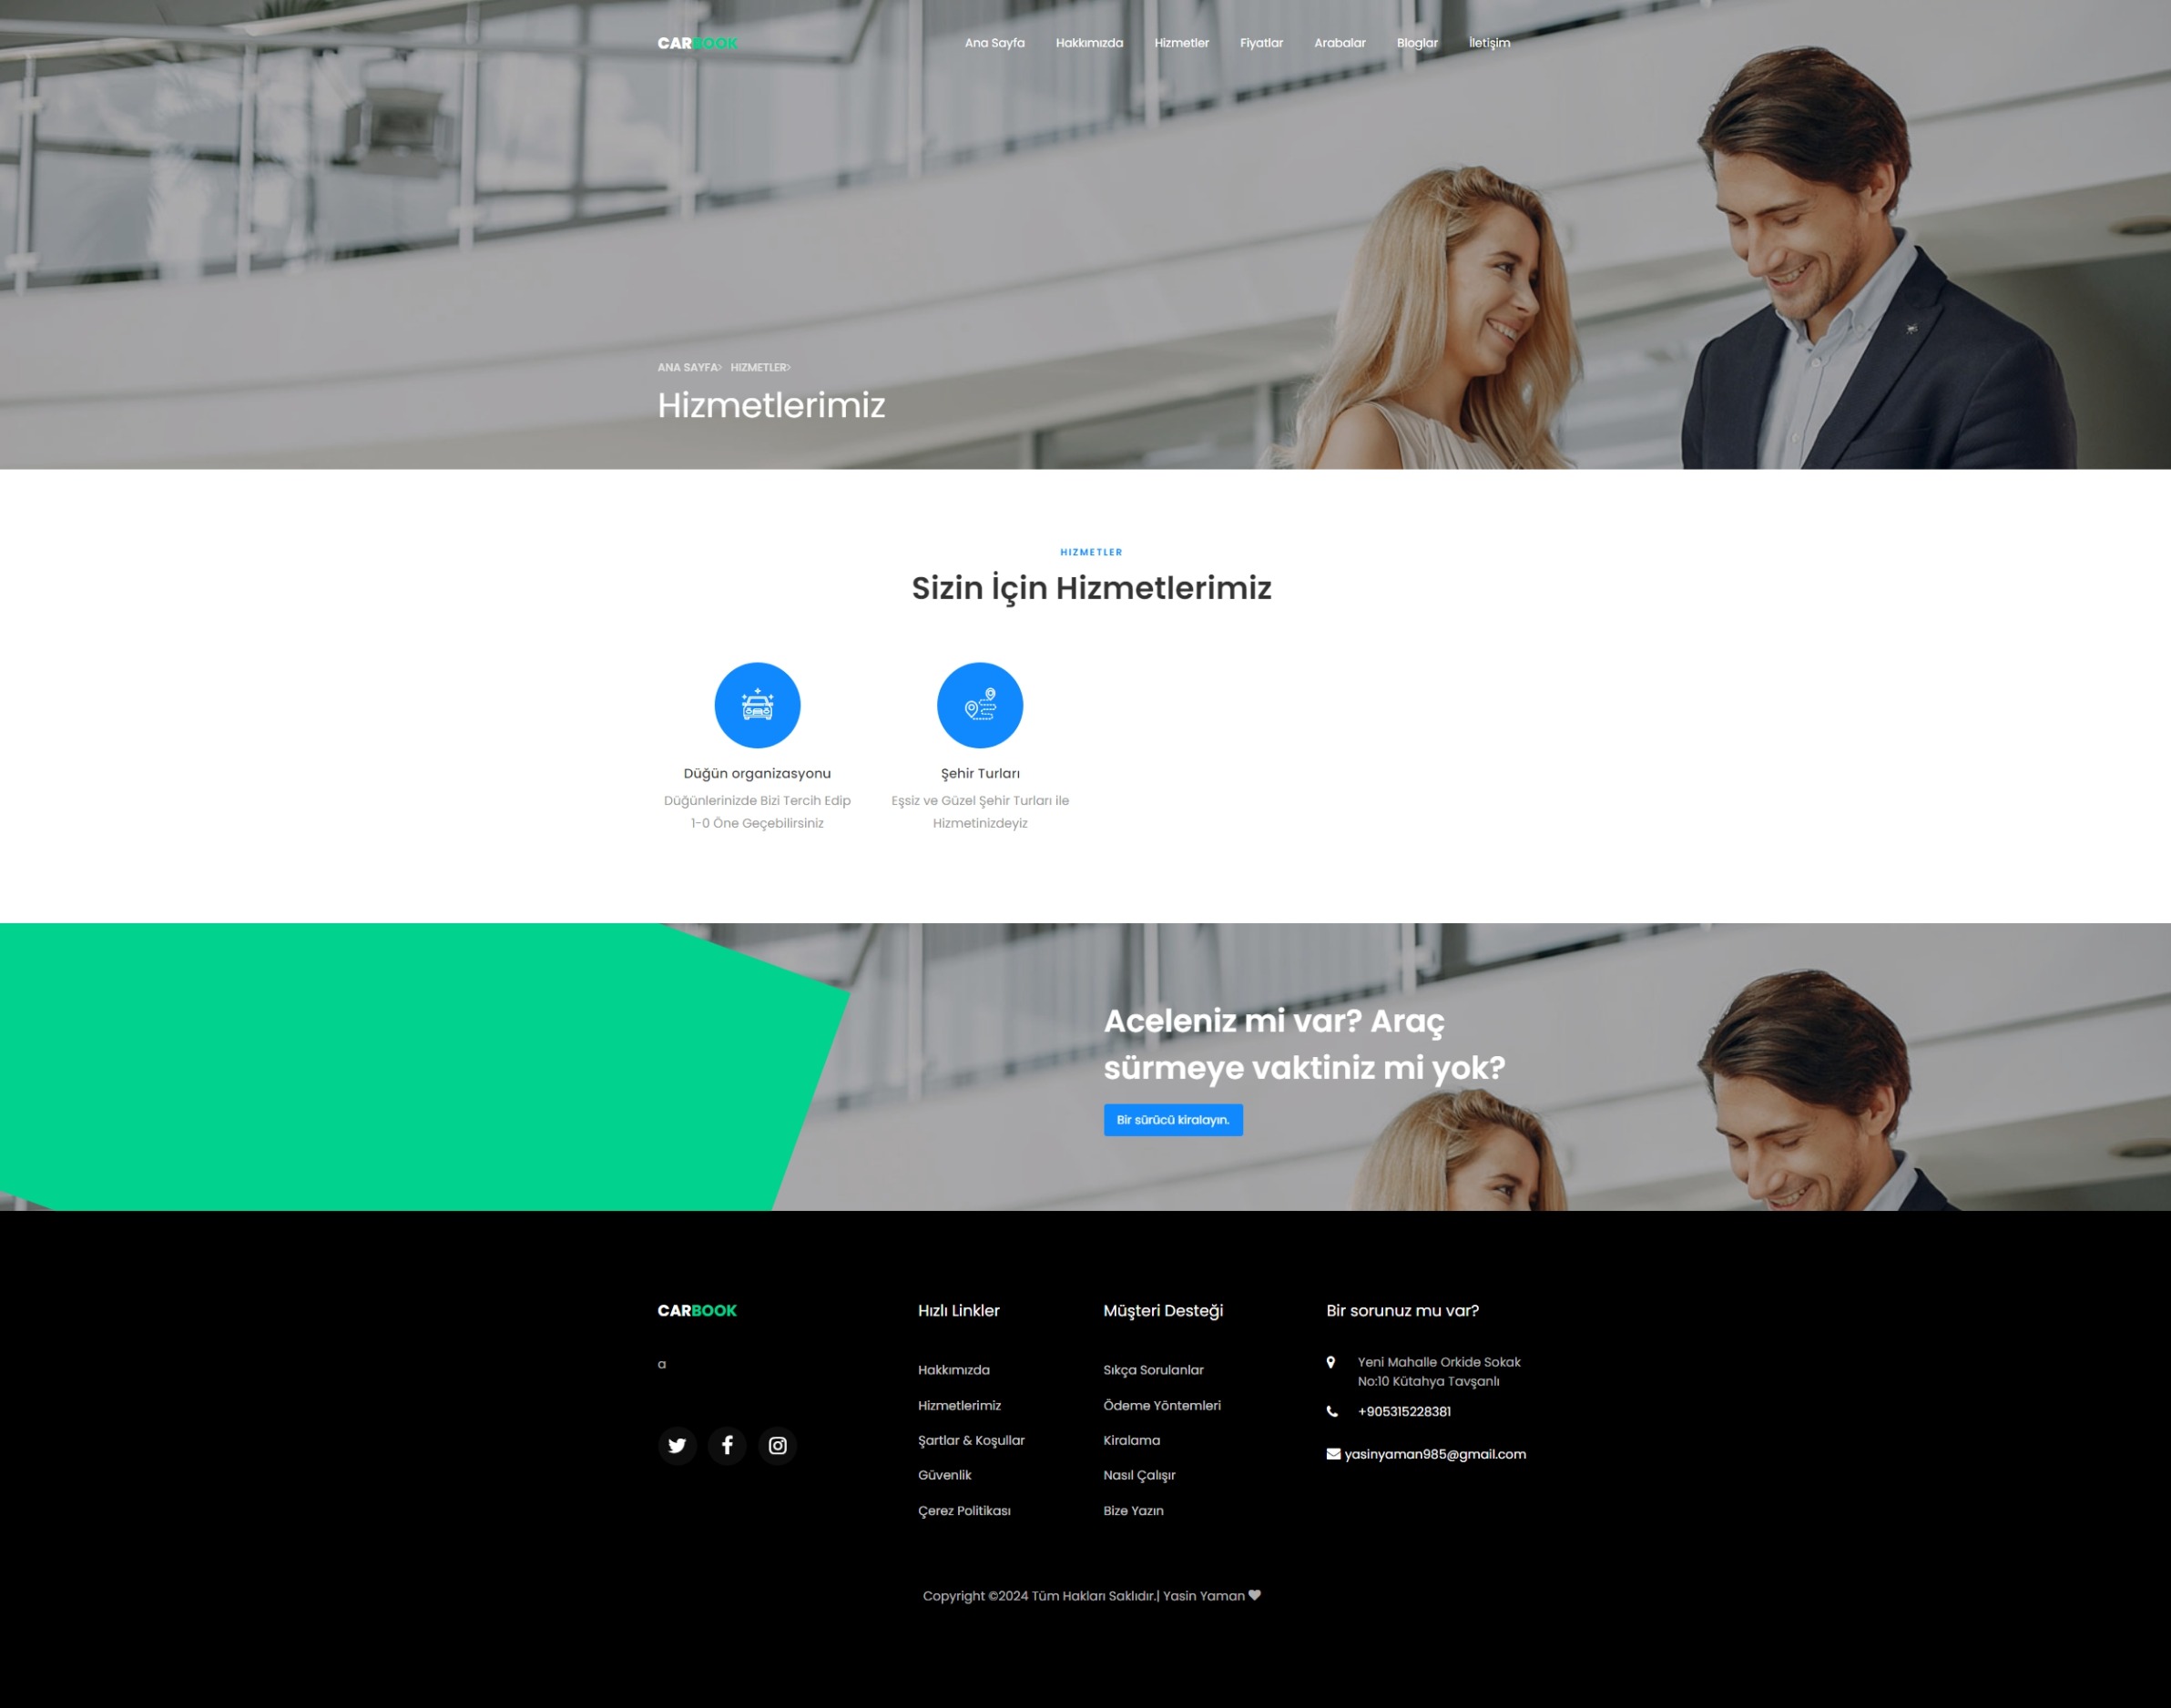 CARBOOK
Ana Sayfa Hakkımızda Hizmetler Fiyatlar Arabalar Bloglar İletişim
ANA SAYFA› HIZMETLER›
Hizmetlerimiz
HIZMETLER
Sizin İçin Hizmetlerimiz
Düğün organizasyonu
Düğünlerinizde Bizi Tercih Edip
1-0 Öne Geçebilirsiniz
Şehir Turları
Eşsiz ve Güzel Şehir Turları ile
Hizmetinizdeyiz
Aceleniz mi var? Araç
sürmeye vaktiniz mi yok?
Bir sürücü kiralayın.
CARBOOK
a
Hızlı Linkler
Hakkımızda
Hizmetlerimiz
Şartlar & Koşullar
Güvenlik
Çerez Politikası
Müşteri Desteği
Sıkça Sorulanlar
Ödeme Yöntemleri
Kiralama
Nasıl Çalışır
Bize Yazın
Bir sorunuz mu var?
Yeni Mahalle Orkide Sokak
No:10 Kütahya Tavşanlı
+905315228381
yasinyaman985@gmail.com
Copyright ©2024 Tüm Hakları Saklıdır.| Yasin Yaman ♥